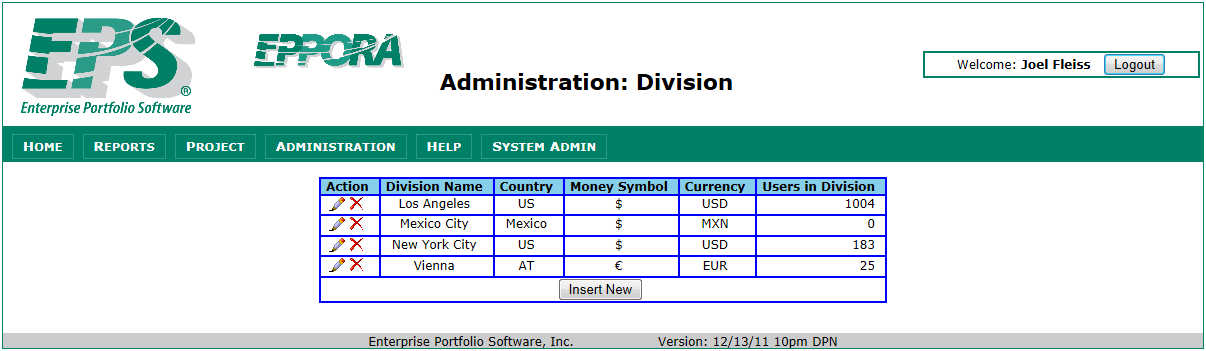 EPS®
Enterprise Portfolio Software
EPPORA
Administration: Division
Welcome: Joel Fleiss Logout
HOME REPORTS PROJECT ADMINISTRATION HELP SYSTEM ADMIN
Action Division Name Country Money Symbol Currency Users in Division
Los Angeles US $ USD 1004
Mexico City Mexico $ MXN 0
New York City US $ USD 183
Vienna AT € EUR 25
Insert New
Enterprise Portfolio Software, Inc. Version: 12/13/11 10pm DPN